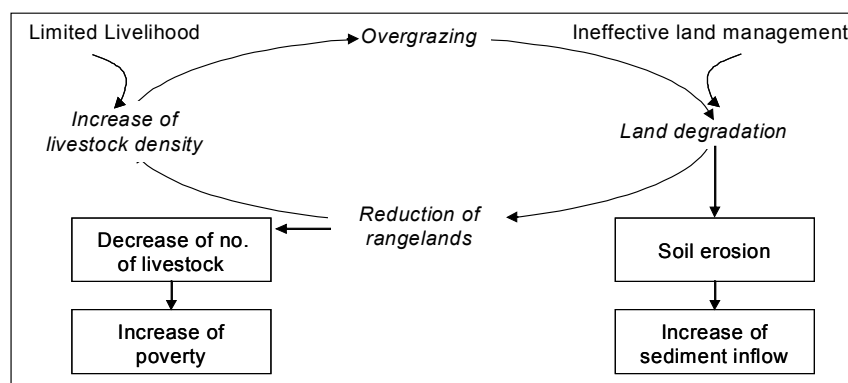 Limited Livelihood
Overgrazing
Ineffective land management
Increase of
livestock density
Land degradation
Reduction of
rangelands
Decrease of no.
of livestock
Soil erosion
Increase of
poverty
Increase of
sediment inflow